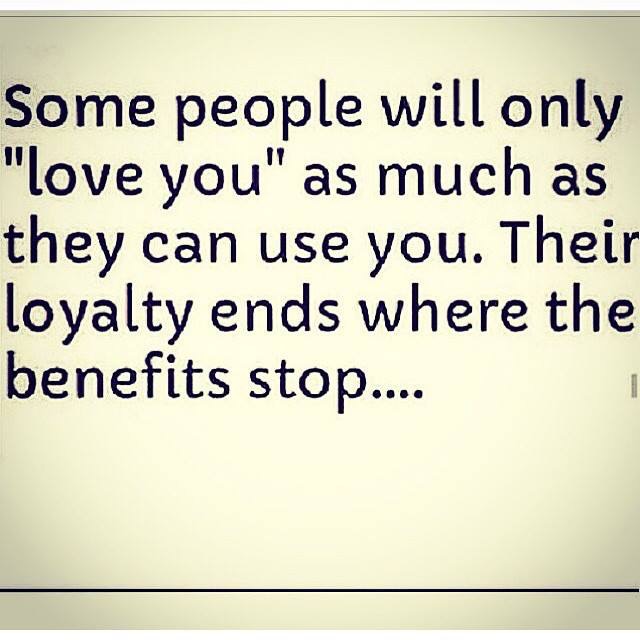 Some people will only
"love you" as much as
they can use you. Their
loyalty ends where the
benefits stop....